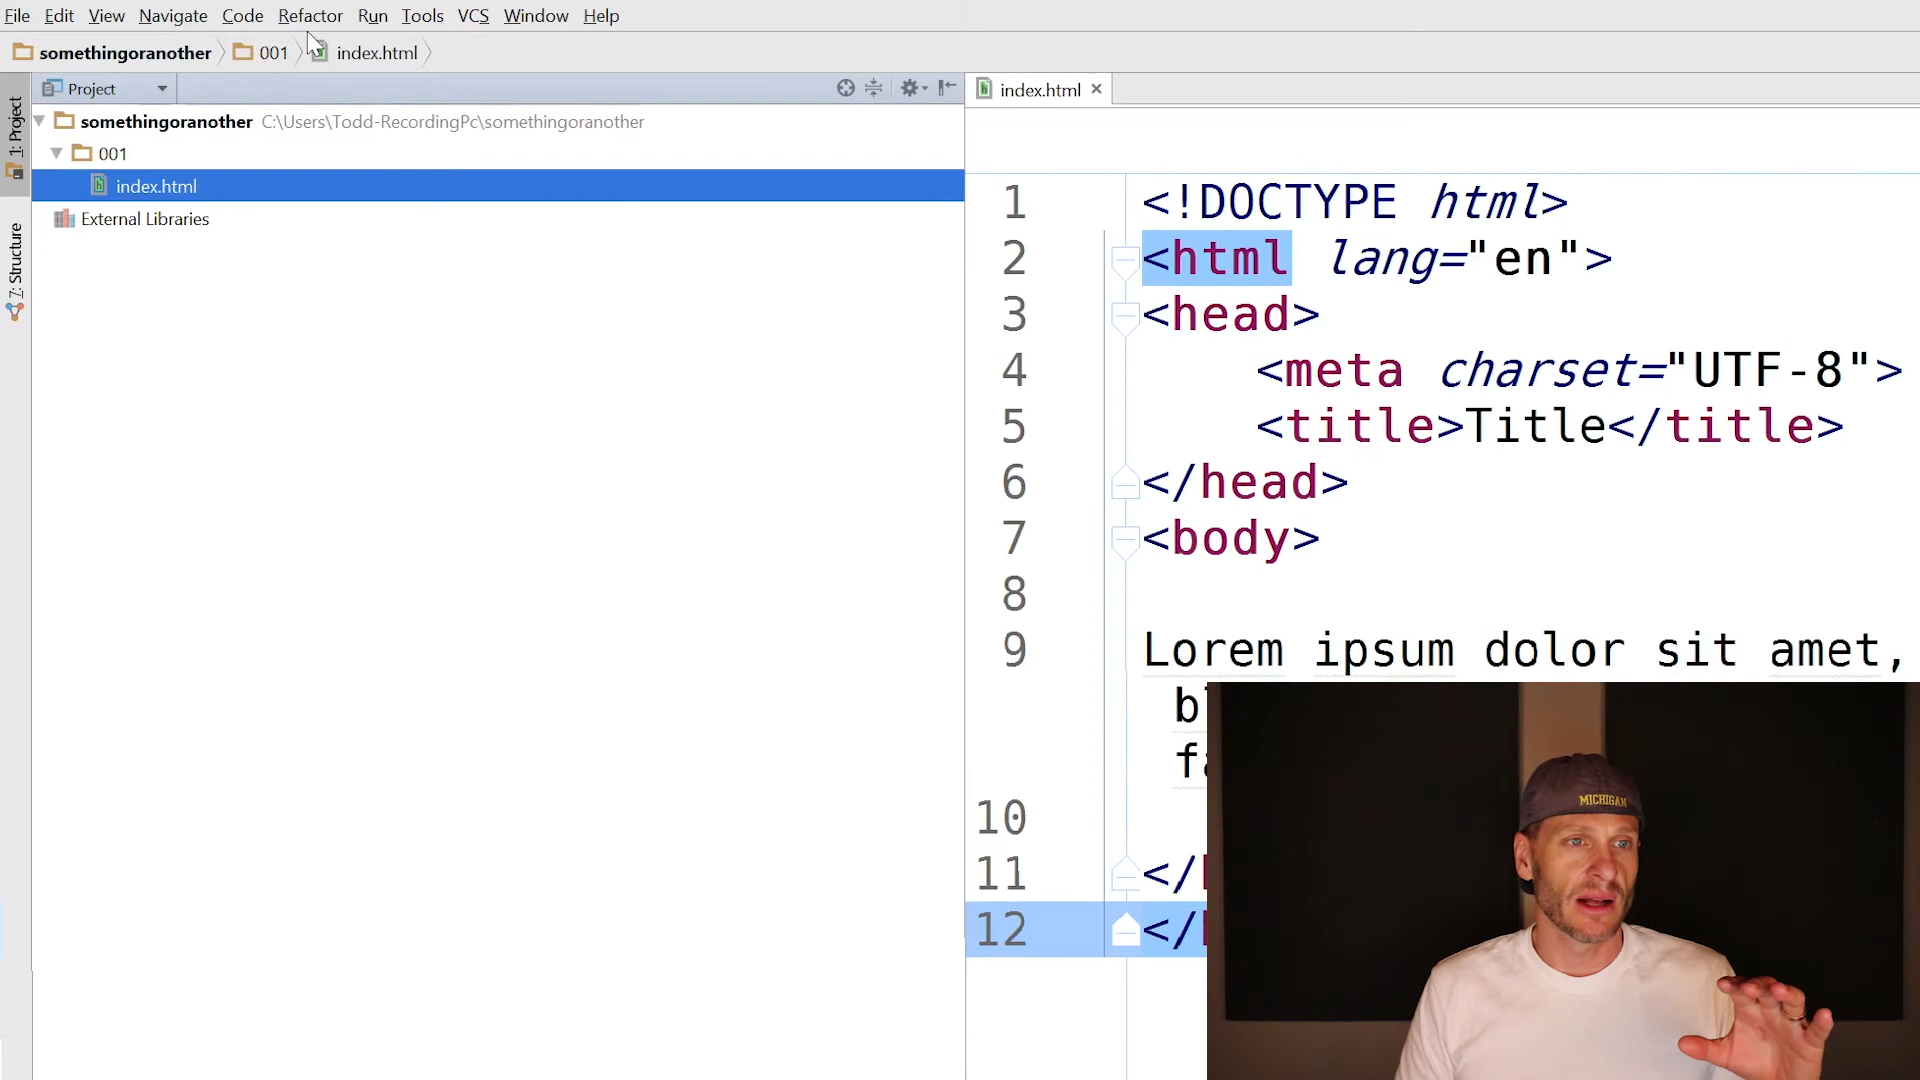 File Edit View Navigate Code Refactor Run Tools VCS Window Help
somethingoranother 001 index.html
Project
index.html
1: Project
7: Structure
somethingoranother C:\Users\Todd-RecordingPc\somethingoranother
001
index.html
External Libraries
1 <!DOCTYPE html>
2 <html lang="en">
3 <head>
4 <meta charset="UTF-8">
5 <title>Title</title>
6 </head>
7 <body>
8
9 Lorem ipsum dolor sit amet,
10
11 </
12 </
MICHIGAN